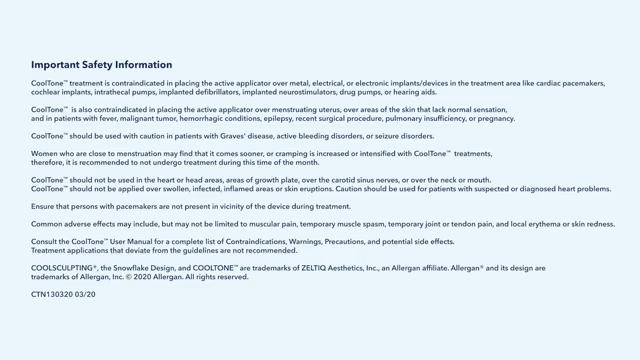 Important Safety Information
CoolTone™ treatment is contraindicated in placing the active applicator over metal, electrical, or electronic implants/devices in the treatment area like cardiac pacemakers,
cochlear implants, intrathecal pumps, implanted defibrillators, implanted neurostimulators, drug pumps, or hearing aids.
CoolTone™ is also contraindicated in placing the active applicator over menstruating uterus, over areas of the skin that lack normal sensation,
and in patients with fever, malignant tumor, hemorrhagic conditions, epilepsy, recent surgical procedure, pulmonary insufficiency, or pregnancy.
CoolTone™ should be used with caution in patients with Graves' disease, active bleeding disorders, or seizure disorders.
Women who are close to menstruation may find that it comes sooner, or cramping is increased or intensified with CoolTone™ treatments,
therefore, it is recommended to not undergo treatment during this time of the month.
CoolTone™ should not be used in the heart or head areas, areas of growth plate, over the carotid sinus nerves, or over the neck or mouth.
CoolTone™ should not be applied over swollen, infected, inflamed areas or skin eruptions. Caution should be used for patients with suspected or diagnosed heart problems.
Ensure that persons with pacemakers are not present in vicinity of the device during treatment.
Common adverse effects may include, but may not be limited to muscular pain, temporary muscle spasm, temporary joint or tendon pain, and local erythema or skin redness.
Consult the CoolTone™ User Manual for a complete list of Contraindications, Warnings, Precautions, and potential side effects.
Treatment applications that deviate from the guidelines are not recommended.
COOLSCULPTING®, the Snowflake Design, and COOLTONE™ are trademarks of ZELTIQ Aesthetics, Inc., an Allergan affiliate. Allergan® and its design are
trademarks of Allergan, Inc. © 2020 Allergan. All rights reserved.
CTN130320 03/20